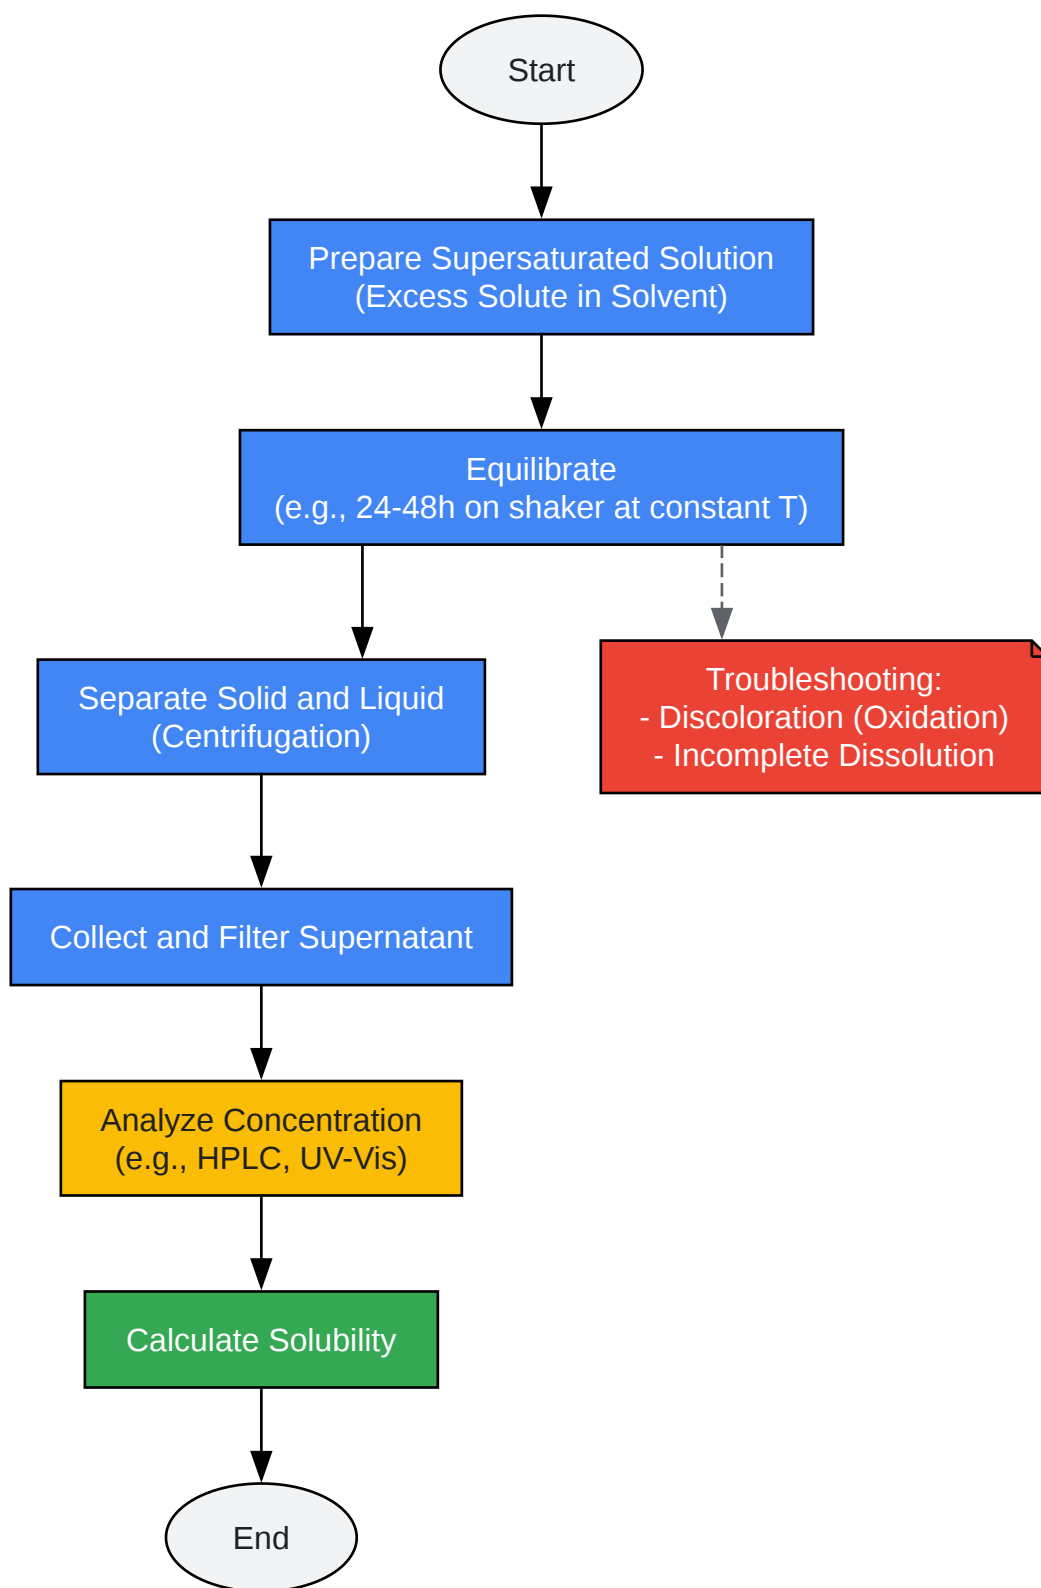 Start
Prepare Supersaturated Solution
(Excess Solute in Solvent)
Equilibrate
(e.g., 24-48h on shaker at constant T)
Separate Solid and Liquid
(Centrifugation)
Troubleshooting:
- Discoloration (Oxidation)
- Incomplete Dissolution
Collect and Filter Supernatant
Analyze Concentration
(e.g., HPLC, UV-Vis)
Calculate Solubility
End